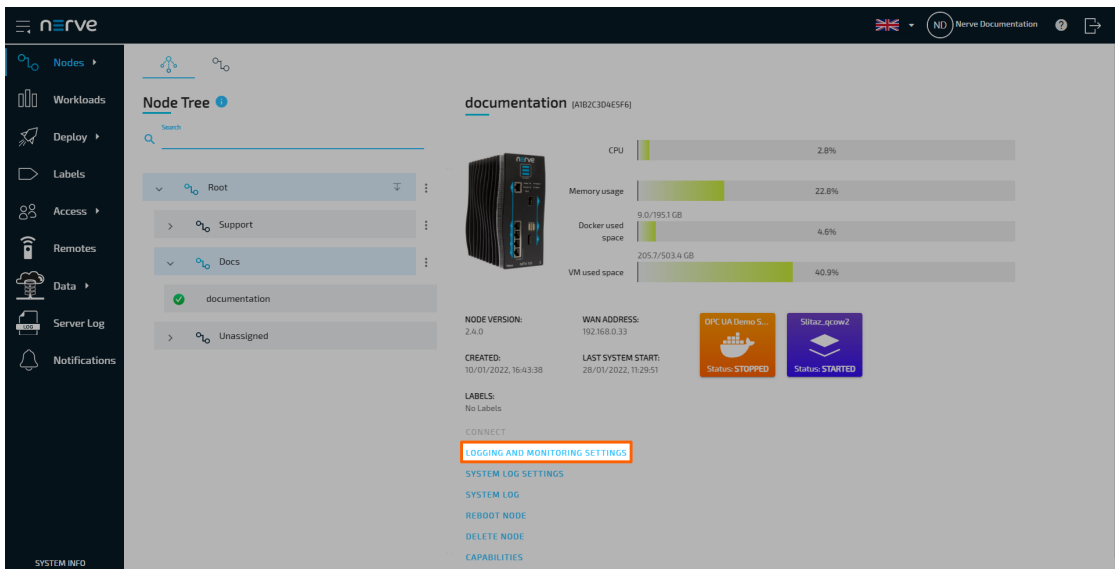 nerve
ND Nerve Documentation ?
Nodes
Workloads
Deploy
Labels
Access
Remotes
Data
LOG Server Log
Notifications
SYSTEM INFO
Node Tree i
Search
Root
Support
Docs
documentation
Unassigned
documentation [A1B2C3D4E5F6]
nerve
CPU 2.8%
Memory usage 22.8%
9.0/195.1 GB
Docker used
space
4.6%
205.7/503.4 GB
VM used space 40.9%
NODE VERSION:
2.4.0
WAN ADDRESS:
192.168.0.33
CREATED:
10/01/2022, 16:43:38
LAST SYSTEM START:
28/01/2022, 11:29:51
LABELS:
No Labels
OPC UA Demo S...
Status: STOPPED
Slitaz_qcow2
Status: STARTED
CONNECT
LOGGING AND MONITORING SETTINGS
SYSTEM LOG SETTINGS
SYSTEM LOG
REBOOT NODE
DELETE NODE
CAPABILITIES